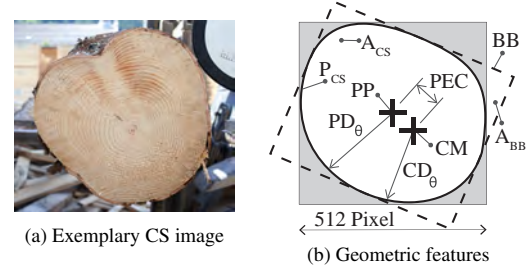 A_CS
BB
P_CS
PP
PEC
PD_θ
A_BB
CM
CD_θ
512 Pixel
(a) Exemplary CS image
(b) Geometric features